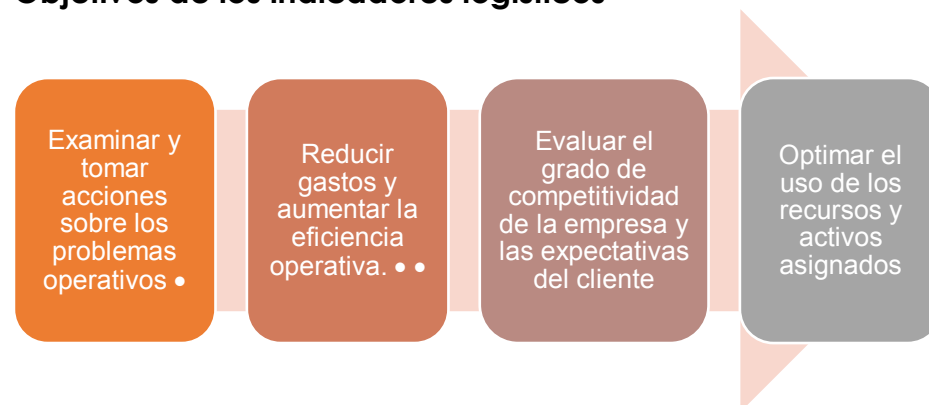 Objetivos de los indicadores logísticos
Examinar y
tomar
acciones
sobre los
problemas
operativos •
Reducir
gastos y
aumentar la
eficiencia
operativa. • •
Evaluar el
grado de
competitividad
de la empresa y
las expectativas
del cliente
Optimar el
uso de los
recursos y
activos
asignados